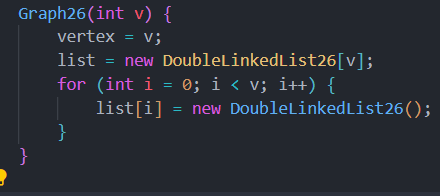 Graph26(int v) {
    vertex = v;
    list = new DoubleLinkedList26[v];
    for (int i = 0; i < v; i++) {
        list[i] = new DoubleLinkedList26();
    }
}